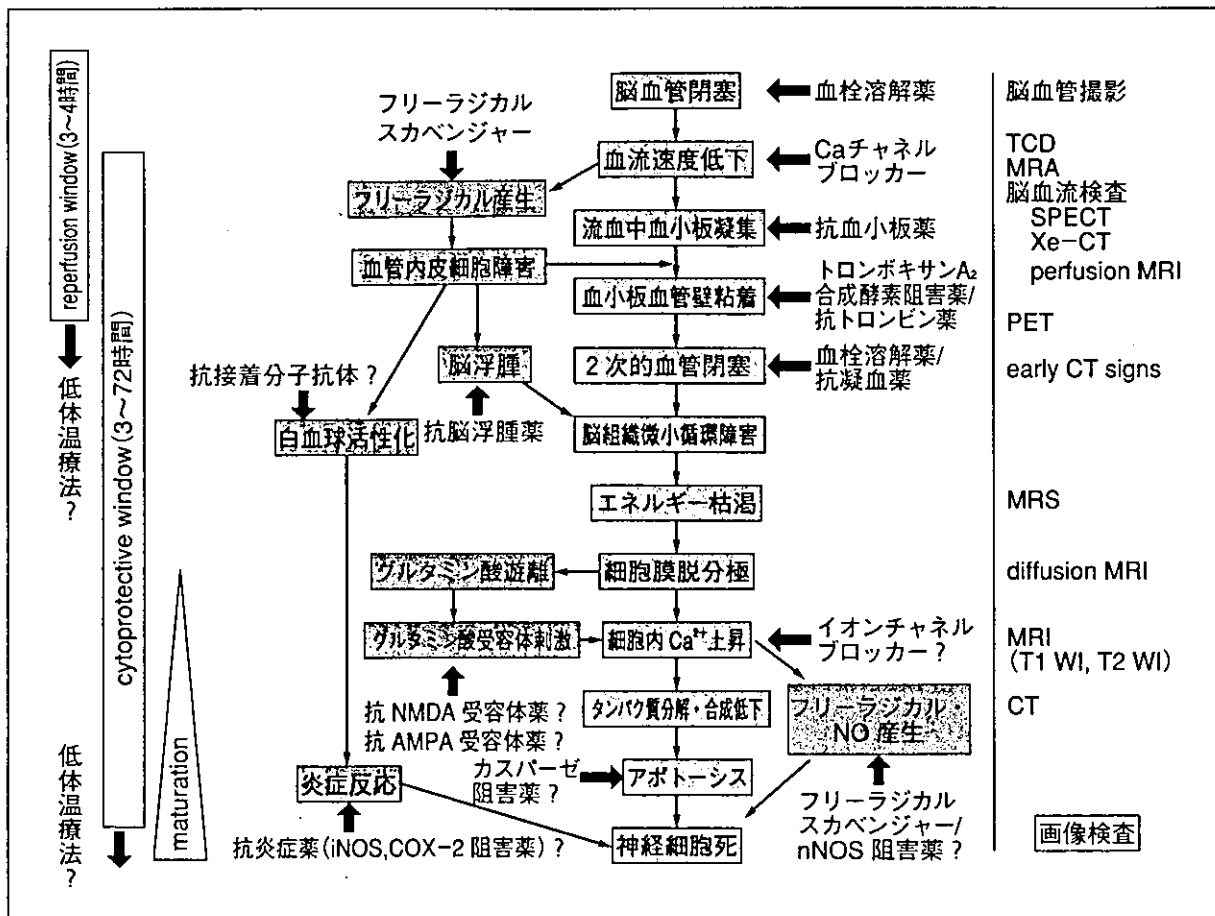 reperfusion window (3〜4時間)
低体温療法?
cytoprotective window (3〜72時間)
低体温療法?
maturation
フリーラジカル
スカベンジャー
フリーラジカル産生
血管内皮細胞障害
抗接着分子抗体?
白血球活性化
脳浮腫
抗脳浮腫薬
グルタミン酸遊離
グルタミン酸受容体刺激
抗NMDA受容体薬?
抗AMPA受容体薬?
炎症反応
抗炎症薬(iNOS,COX-2阻害薬)?
脳血管閉塞
血栓溶解薬
血流速度低下
Caチャネル
ブロッカー
流血中血小板凝集
抗血小板薬
血小板血管壁粘着
トロンボキサンA₂
合成酵素阻害薬/
抗トロンビン薬
2次的血管閉塞
血栓溶解薬/
抗凝血薬
脳組織微小循環障害
エネルギー枯渇
細胞膜脱分極
細胞内Ca²⁺上昇
イオンチャネル
ブロッカー?
タンパク質分解・合成低下
フリーラジカル・
NO産生
カスパーゼ
阻害薬?
アポトーシス
フリーラジカル
スカベンジャー/
nNOS阻害薬?
神経細胞死
脳血管撮影
TCD
MRA
脳血流検査
SPECT
Xe-CT
perfusion MRI
PET
early CT signs
MRS
diffusion MRI
MRI
(T1 WI, T2 WI)
CT
画像検査